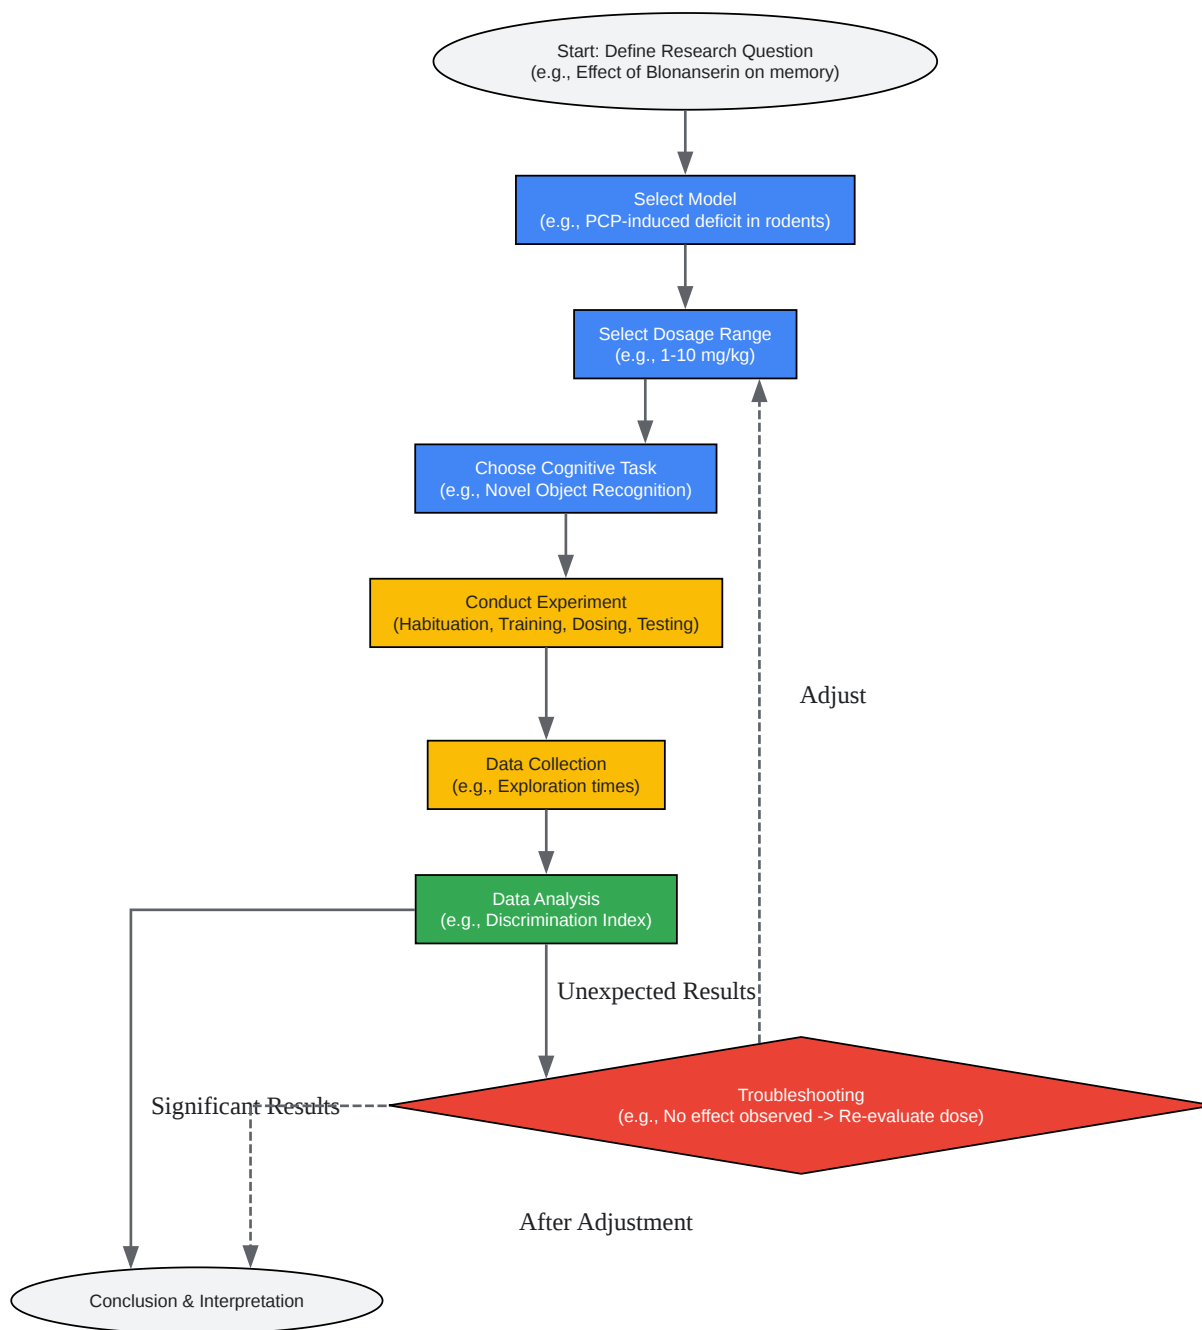 Start: Define Research Question
(e.g., Effect of Blonanserin on memory)
Select Model
(e.g., PCP-induced deficit in rodents)
Select Dosage Range
(e.g., 1-10 mg/kg)
Choose Cognitive Task
(e.g., Novel Object Recognition)
Conduct Experiment
(Habituation, Training, Dosing, Testing)
Adjust
Data Collection
(e.g., Exploration times)
Data Analysis
(e.g., Discrimination Index)
Unexpected Results
Troubleshooting
(e.g., No effect observed -> Re-evaluate dose)
Significant Results
After Adjustment
Conclusion & Interpretation